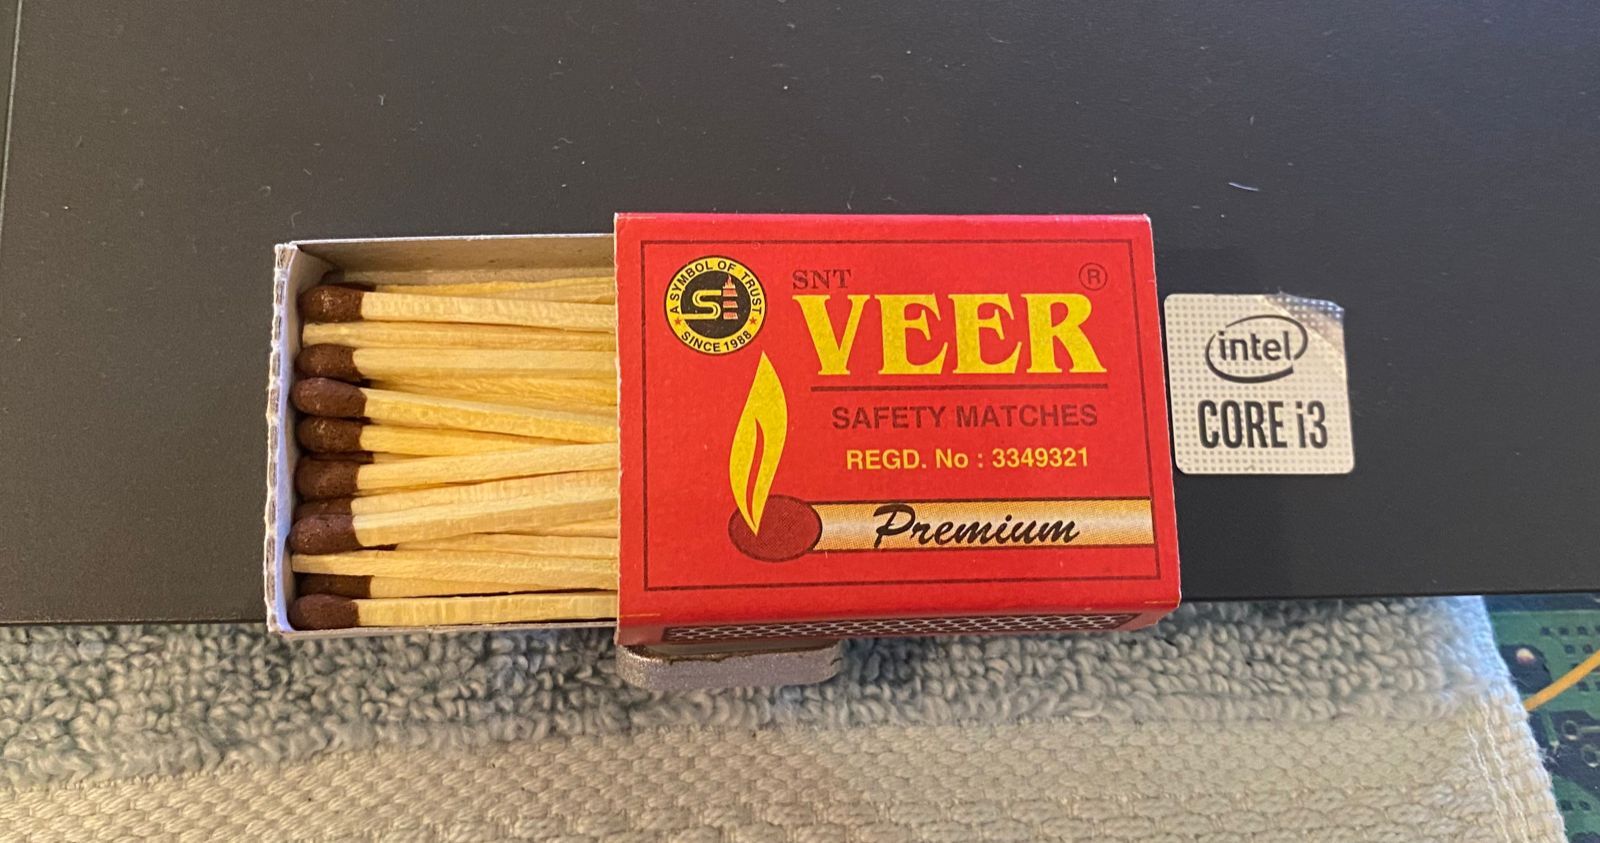 A SYMBOL OF TRUST
SINCE 1988
SNT
®
VEER
SAFETY MATCHES
REGD. No : 3349321
Premium
intel
CORE i3